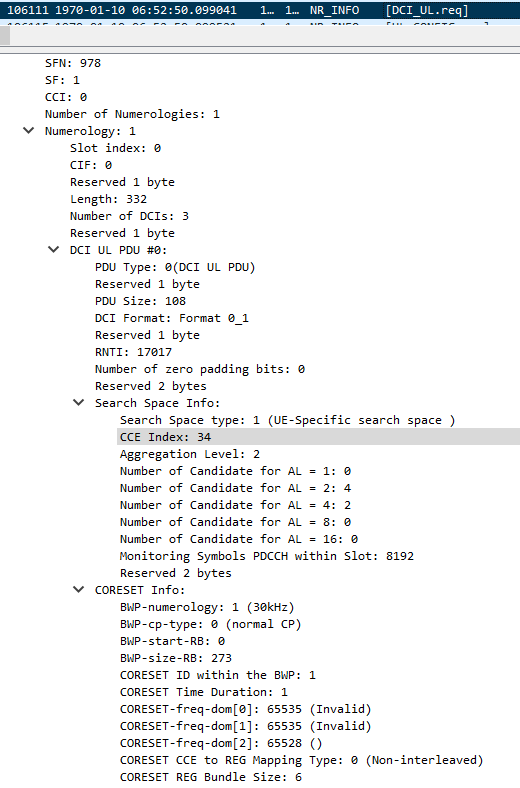 106111 1970-01-10 06:52:50.099041 1… 1… NR_INFO [DCI_UL.req]
SFN: 978
SF: 1
CCI: 0
Number of Numerologies: 1
Numerology: 1
Slot index: 0
CIF: 0
Reserved 1 byte
Length: 332
Number of DCIs: 3
Reserved 1 byte
DCI UL PDU #0:
PDU Type: 0(DCI UL PDU)
Reserved 1 byte
PDU Size: 108
DCI Format: Format 0_1
Reserved 1 byte
RNTI: 17017
Number of zero padding bits: 0
Reserved 2 bytes
Search Space Info:
Search Space type: 1 (UE-Specific search space )
CCE Index: 34
Aggregation Level: 2
Number of Candidate for AL = 1: 0
Number of Candidate for AL = 2: 4
Number of Candidate for AL = 4: 2
Number of Candidate for AL = 8: 0
Number of Candidate for AL = 16: 0
Monitoring Symbols PDCCH within Slot: 8192
Reserved 2 bytes
CORESET Info:
BWP-numerology: 1 (30kHz)
BWP-cp-type: 0 (normal CP)
BWP-start-RB: 0
BWP-size-RB: 273
CORESET ID within the BWP: 1
CORESET Time Duration: 1
CORESET-freq-dom[0]: 65535 (Invalid)
CORESET-freq-dom[1]: 65535 (Invalid)
CORESET-freq-dom[2]: 65528 ()
CORESET CCE to REG Mapping Type: 0 (Non-interleaved)
CORESET REG Bundle Size: 6